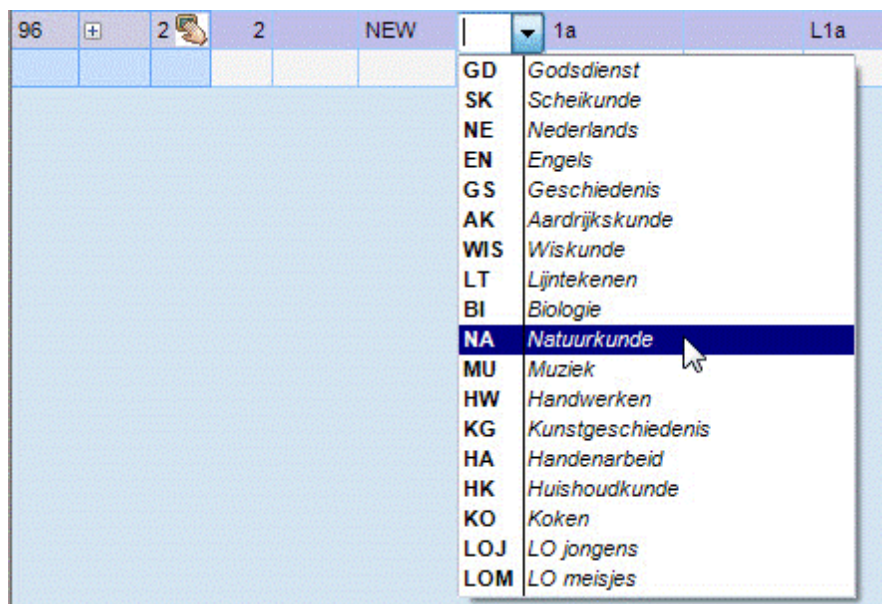 96 2 2 NEW 1a L1a
GD Godsdienst
SK Scheikunde
NE Nederlands
EN Engels
GS Geschiedenis
AK Aardrijkskunde
WIS Wiskunde
LT Lijntekenen
BI Biologie
NA Natuurkunde
MU Muziek
HW Handwerken
KG Kunstgeschiedenis
HA Handenarbeid
HK Huishoudkunde
KO Koken
LOJ LO jongens
LOM LO meisjes